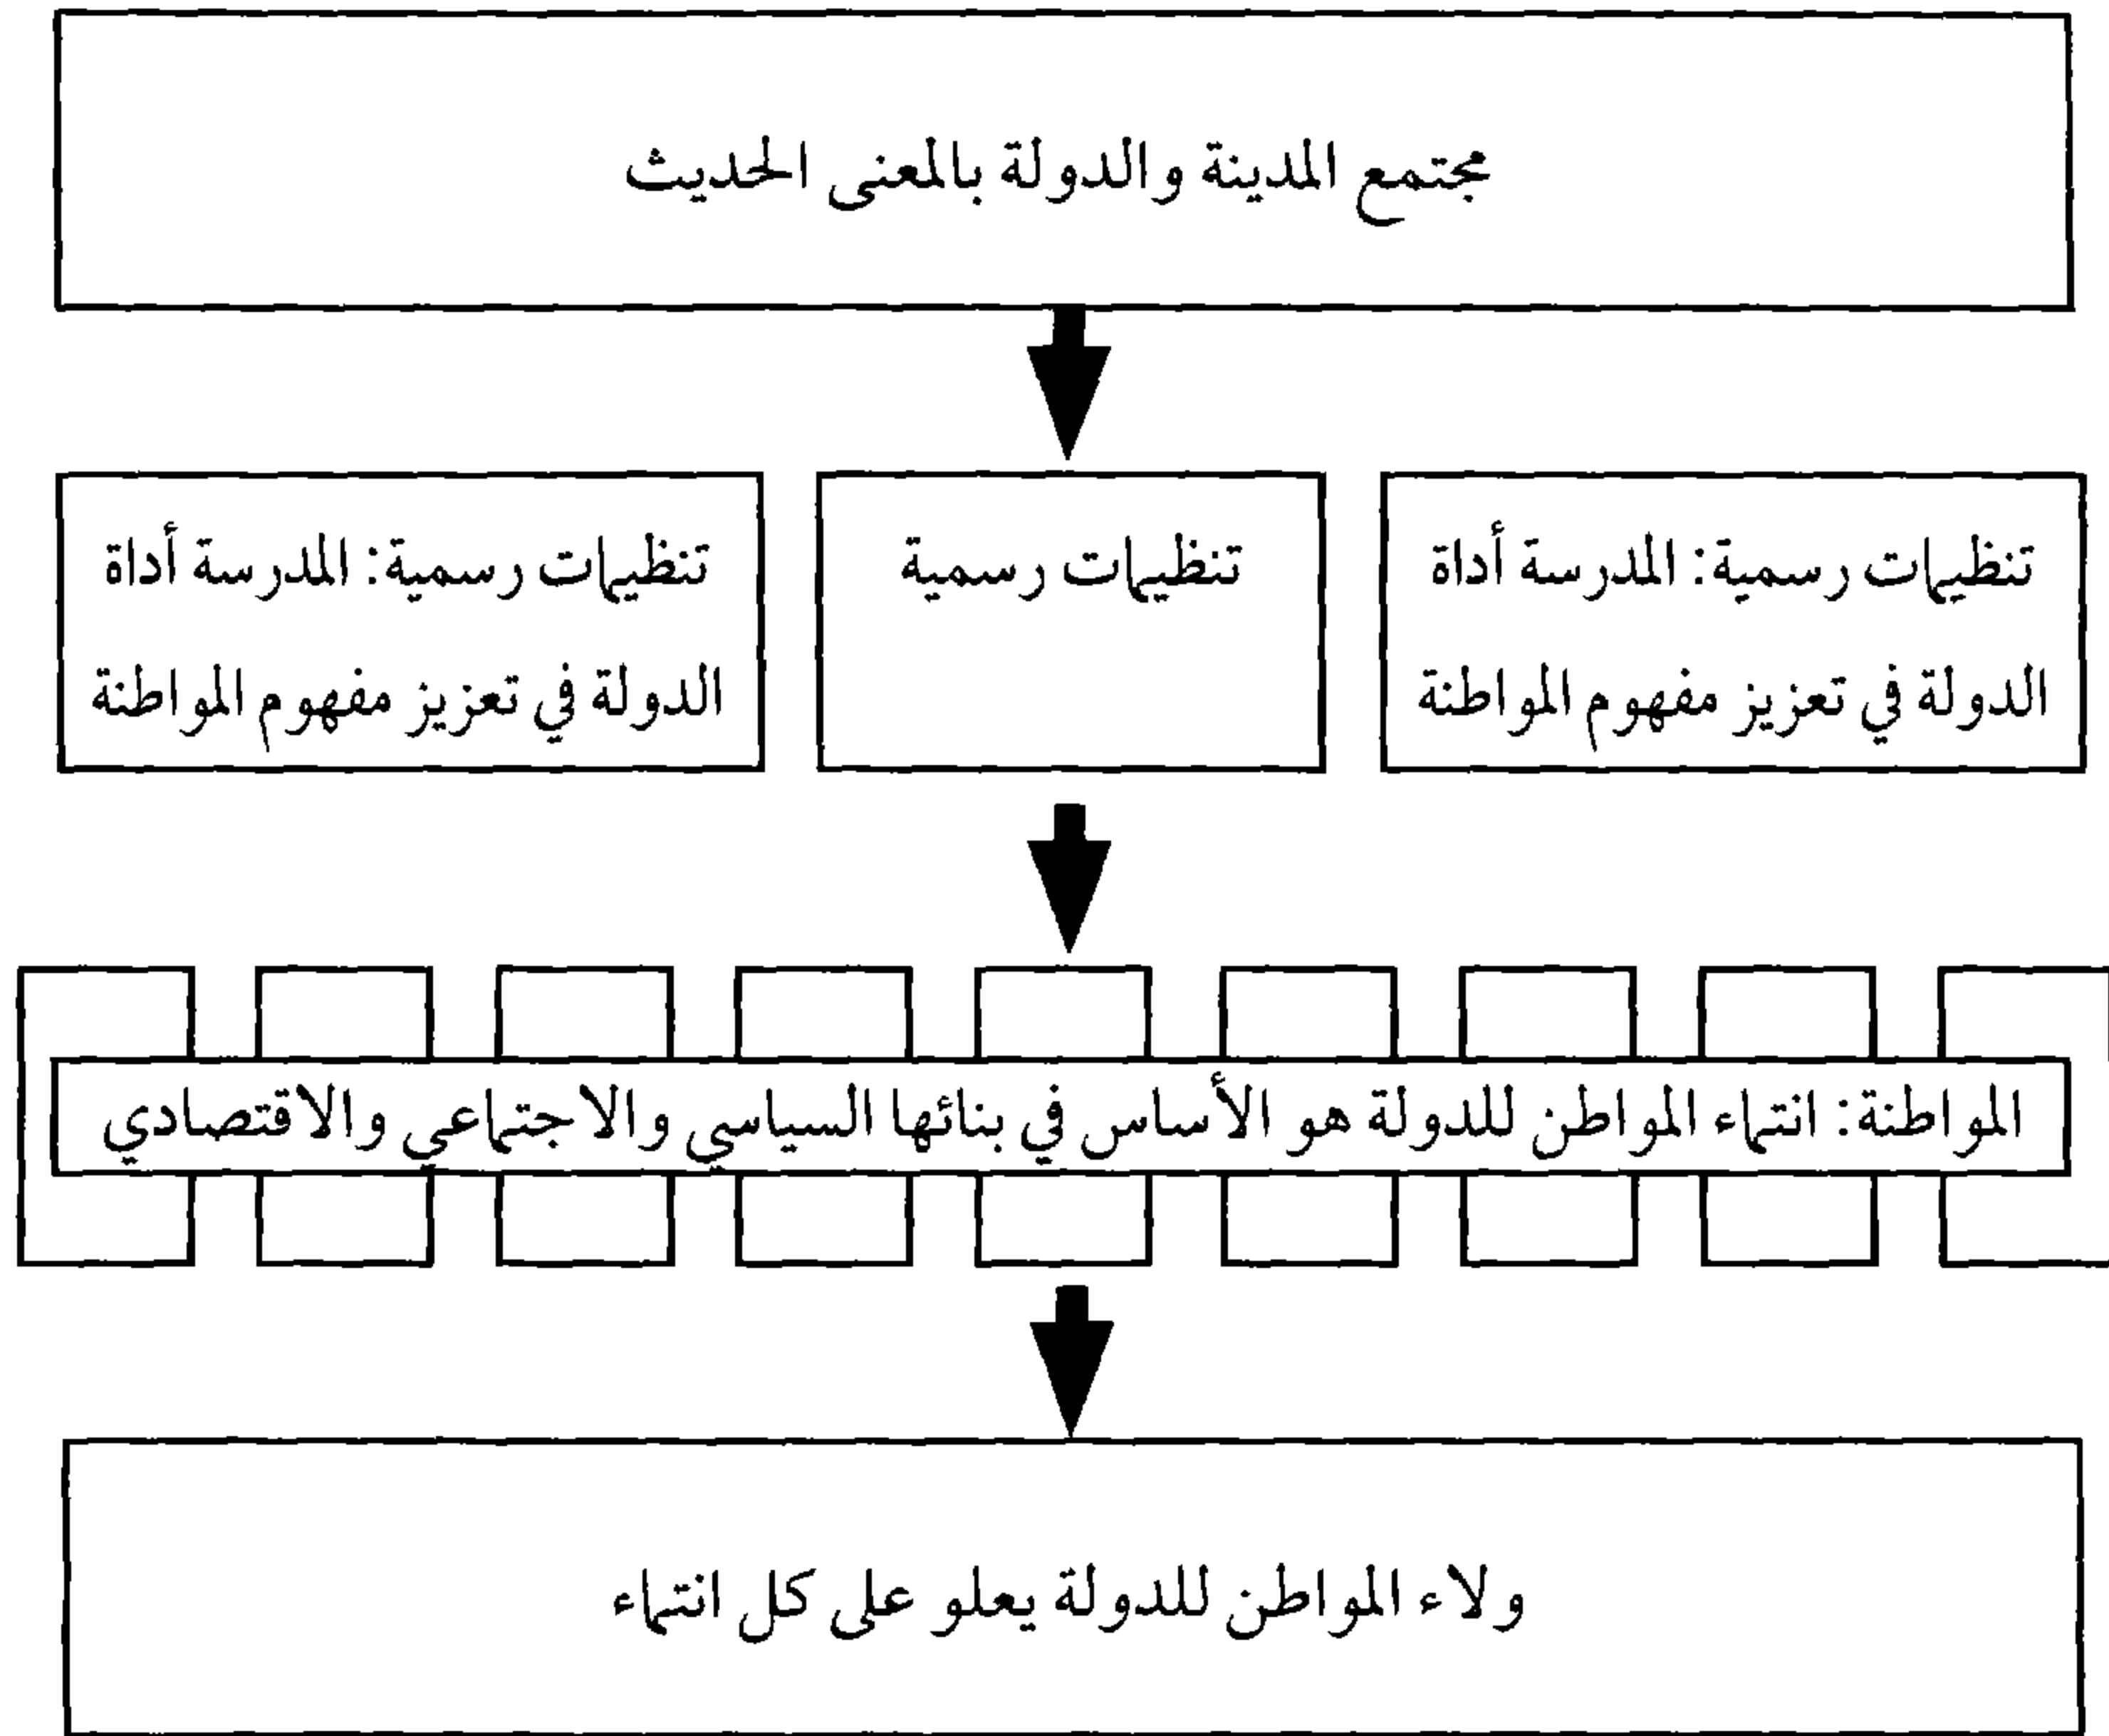 مجتمع المدينة والدولة بالمعنى الحديث
تنظيمات رسمية: المدرسة أداة
الدولة في تعزيز مفهوم المواطنة
تنظيمات رسمية
تنظيمات رسمية: المدرسة أداة
الدولة في تعزيز مفهوم المواطنة
المواطنة: انتماء المواطن للدولة هو الأساس في بنائها السياسي والاجتماعي والاقتصادي
ولاء المواطن للدولة يعلو على كل انتماء